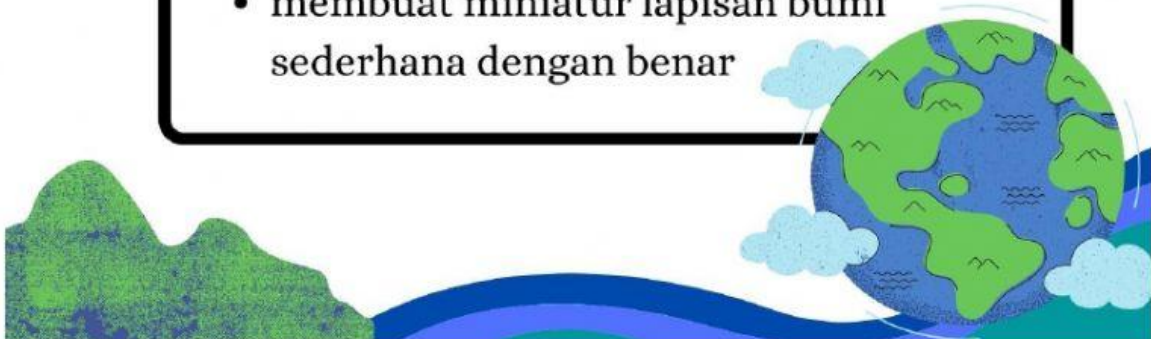 • membuat miniatur lapisan bumi
sederhana dengan benar